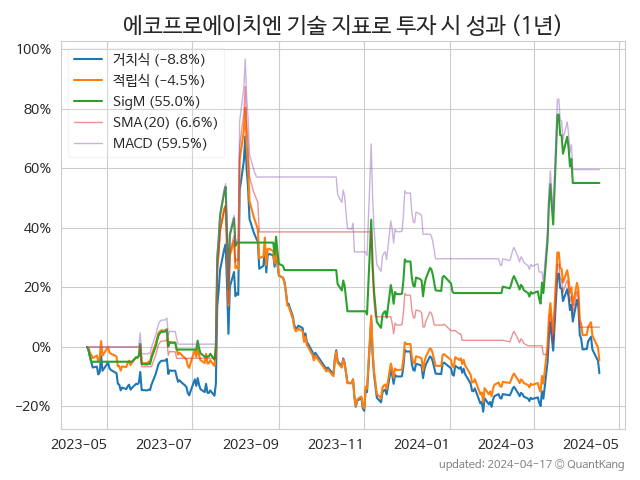 에코프로에이치엔 기술 지표로 투자 시 성과 (1년)
100%
80%
60%
40%
20%
0%
−20%
거치식 (−8.8%)
적립식 (−4.5%)
SigM (55.0%)
SMA(20) (6.6%)
MACD (59.5%)
2023-05 2023-07 2023-09 2023-11 2024-01 2024-03 2024-05
updated: 2024-04-17 © QuantKang